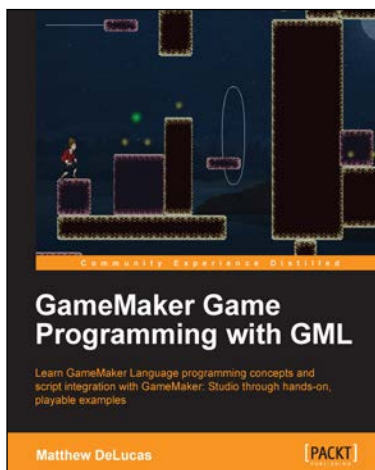 Community Experience Distilled
GameMaker Game
Programming with GML
Learn GameMaker Language programming concepts and
script integration with GameMaker: Studio through hands-on,
playable examples
Matthew DeLucas
[PACKT]
PUBLISHING